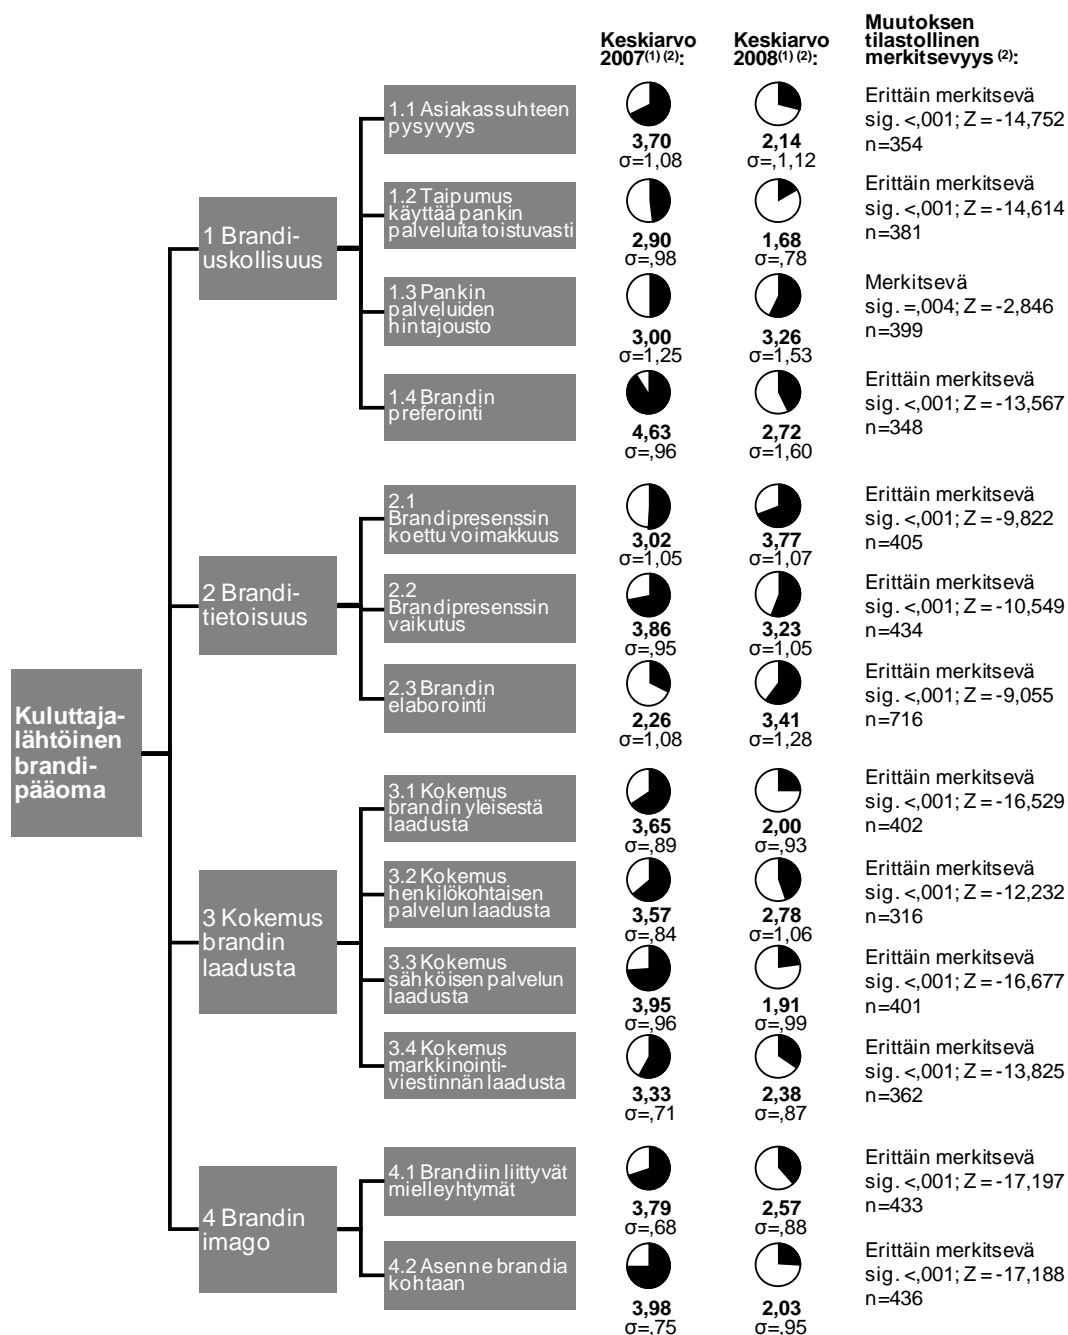 Keskiarvo
2007(1) (2):
Keskiarvo
2008(1) (2):
Muutoksen
tilastollinen
merkitsevyys (2):
Kuluttaja-
lähtöinen
brandi-
pääoma
1 Brandi-
uskollisuus
1.1 Asiakassuhteen
pysyvyys
3,70
σ=1,08
2,14
σ=,1,12
Erittäin merkitsevä
sig. <,001; Z = -14,752
n=354
1.2 Taipumus
käyttää pankin
palveluita toistuvasti
2,90
σ=,98
1,68
σ=,78
Erittäin merkitsevä
sig. <,001; Z = -14,614
n=381
1.3 Pankin
palveluiden
hintajousto
3,00
σ=1,25
3,26
σ=1,53
Merkitsevä
sig. =,004; Z = -2,846
n=399
1.4 Brandin
preferointi
4,63
σ=,96
2,72
σ=1,60
Erittäin merkitsevä
sig. <,001; Z = -13,567
n=348
2 Brandi-
tietoisuus
2.1
Brandipresenssin
koettu voimakkuus
3,02
σ=1,05
3,77
σ=1,07
Erittäin merkitsevä
sig. <,001; Z = -9,822
n=405
2.2
Brandipresenssin
vaikutus
3,86
σ=,95
3,23
σ=1,05
Erittäin merkitsevä
sig. <,001; Z = -10,549
n=434
2.3 Brandin
elaborointi
2,26
σ=1,08
3,41
σ=1,28
Erittäin merkitsevä
sig. <,001; Z = -9,055
n=716
3 Kokemus
brandin
laadusta
3.1 Kokemus
brandin yleisestä
laadusta
3,65
σ=,89
2,00
σ=,93
Erittäin merkitsevä
sig. <,001; Z = -16,529
n=402
3.2 Kokemus
henkilökohtaisen
palvelun laadusta
3,57
σ=,84
2,78
σ=1,06
Erittäin merkitsevä
sig. <,001; Z = -12,232
n=316
3.3 Kokemus
sähköisen palvelun
laadusta
3,95
σ=,96
1,91
σ=,99
Erittäin merkitsevä
sig. <,001; Z = -16,677
n=401
3.4 Kokemus
markkinointi-
viestinnän laadusta
3,33
σ=,71
2,38
σ=,87
Erittäin merkitsevä
sig. <,001; Z = -13,825
n=362
4 Brandin
imago
4.1 Brandiin liittyvät
mielleyhtymät
3,79
σ=,68
2,57
σ=,88
Erittäin merkitsevä
sig. <,001; Z = -17,197
n=433
4.2 Asenne brandia
kohtaan
3,98
σ=,75
2,03
σ=,95
Erittäin merkitsevä
sig. <,001; Z = -17,188
n=436